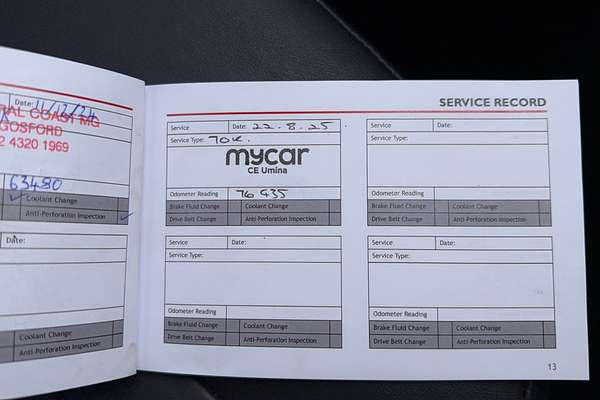 Date: 11/12/24
RAL COAST MG
GOSFORD
2 4320 1969
63480
Coolant Change
Anti-Perforation Inspection
Date:
Coolant Change
Anti-Perforation Inspection
SERVICE RECORD
Service Date: 22.8.25
Service Type: 70K.
mycar
CE Umina
Odometer Reading 76 935
Brake Fluid Change Coolant Change
Drive Belt Change Anti-Perforation Inspection
Service Date:
Service Type:
Odometer Reading
Brake Fluid Change Coolant Change
Drive Belt Change Anti-Perforation Inspection
Service Date:
Service Type:
Odometer Reading
Brake Fluid Change Coolant Change
Drive Belt Change Anti-Perforation Inspection
Service Date:
Service Type:
Odometer Reading
Brake Fluid Change Coolant Change
Drive Belt Change Anti-Perforation Inspection
13